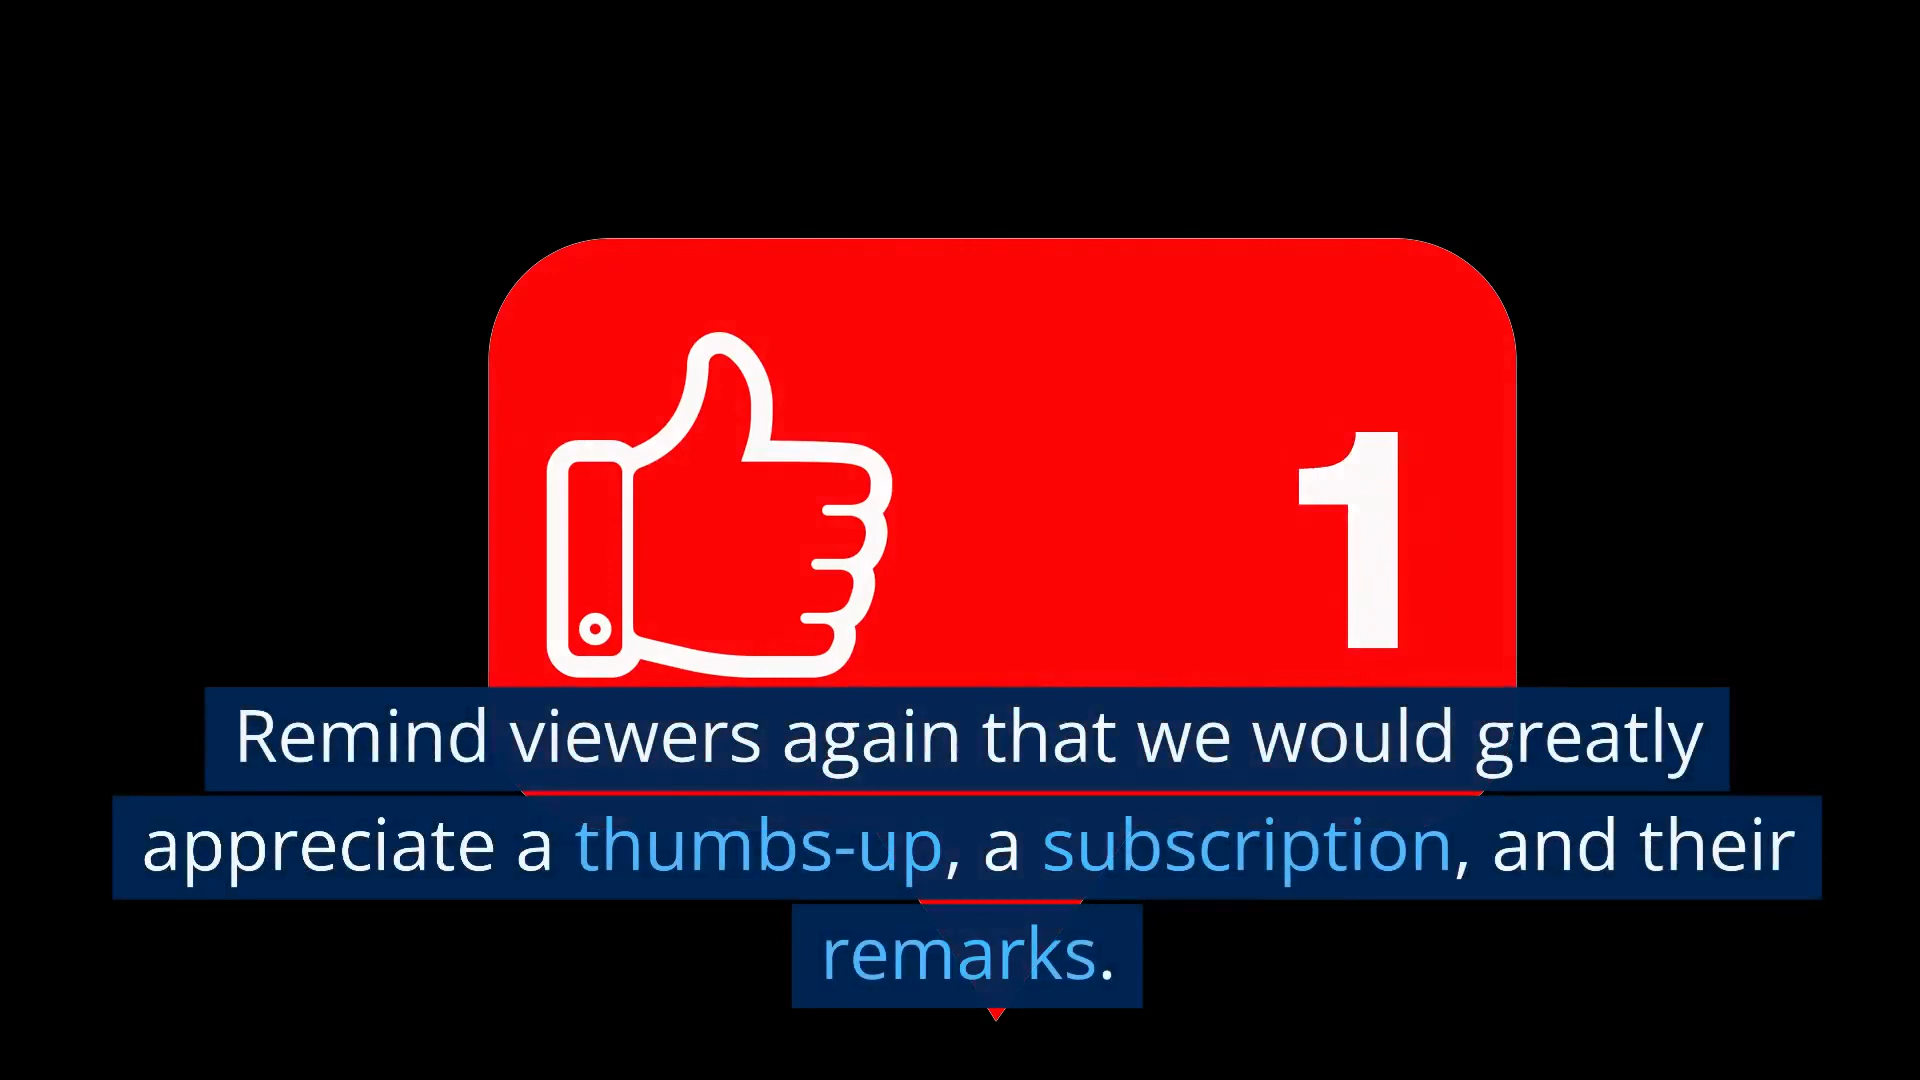 1
Remind viewers again that we would greatly
appreciate a thumbs-up, a subscription, and their
remarks.